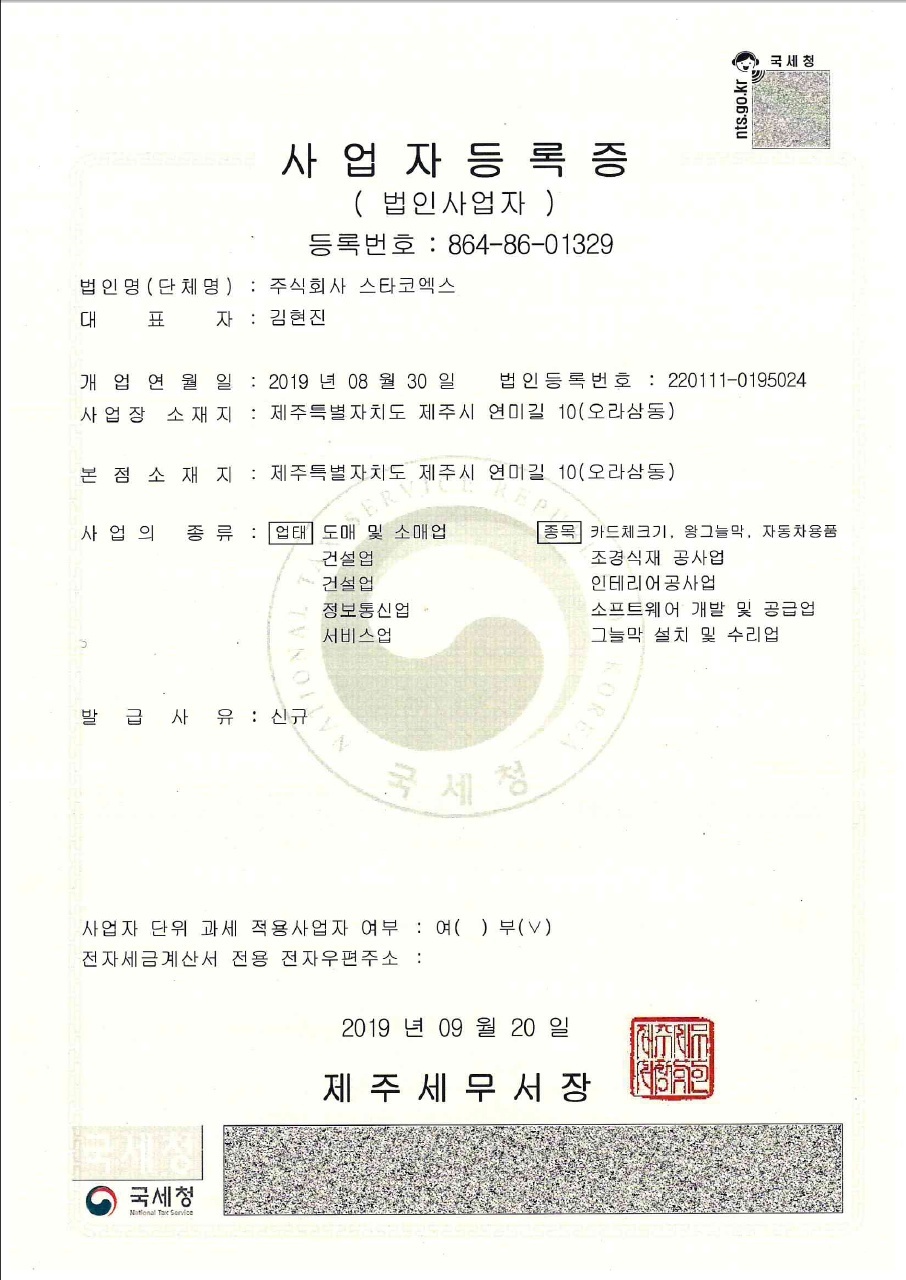 국세청
nts.go.kr
사업자등록증
( 법인사업자 )
등록번호 : 864-86-01329
법인명(단체명) : 주식회사 스타코엑스
대 표 자 : 김현진
개 업 연 월 일 : 2019 년 08 월 30 일 법인등록번호 : 220111-0195024
사업장 소재지 : 제주특별자치도 제주시 연미길 10(오라삼동)
본 점 소 재 지 : 제주특별자치도 제주시 연미길 10(오라삼동)
사업의 종류 : 업태 도매 및 소매업 종목 카드체크기, 왕그늘막, 자동차용품
건설업 조경식재 공사업
건설업 인테리어공사업
정보통신업 소프트웨어 개발 및 공급업
서비스업 그늘막 설치 및 수리업
NATIONAL TAX SERVICE REPUBLIC OF KOREA
발 급 사 유 : 신규
국세청
사업자 단위 과세 적용사업자 여부 : 여( ) 부(∨)
전자세금계산서 전용 전자우편주소 :
2019 년 09 월 20 일
제주세무서장
국세청
국세청
National Tax Service